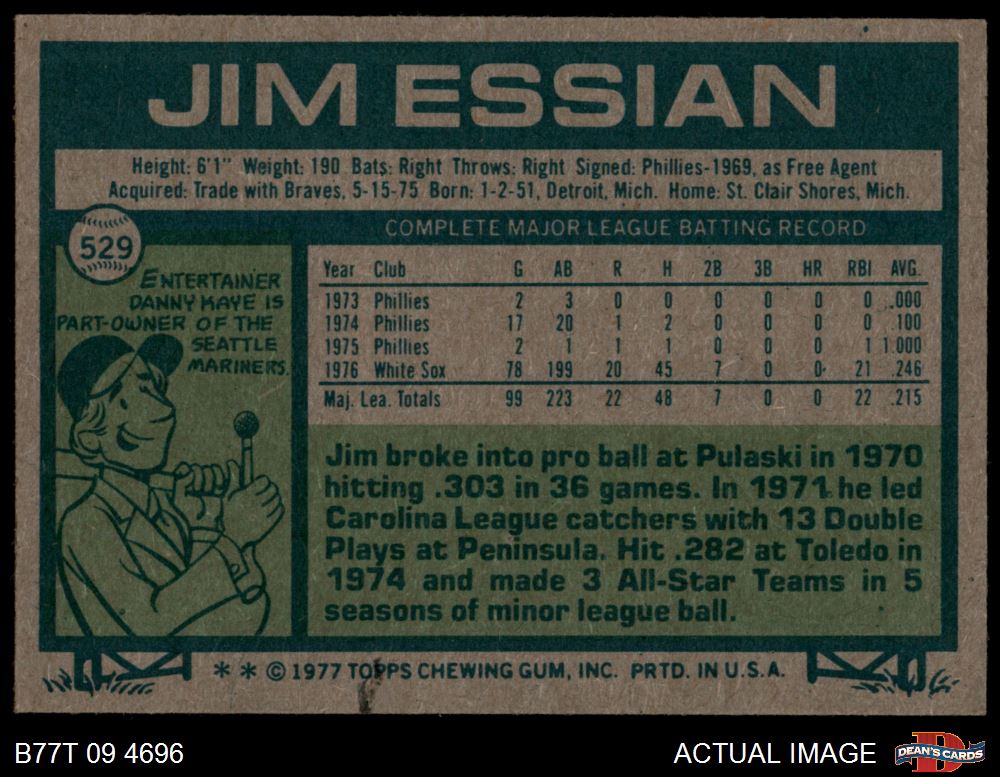 JIM ESSIAN
Height: 6'1" Weight: 190 Bats: Right Throws: Right Signed: Phillies-1969, as Free Agent
Acquired: Trade with Braves, 5-15-75 Born: 1-2-51, Detroit, Mich. Home: St. Clair Shores, Mich.
529
ENTERTAINER
DANNY KAYE IS
PART-OWNER OF THE
SEATTLE
MARINERS.
COMPLETE MAJOR LEAGUE BATTING RECORD
Year Club G AB R H 2B 3B HR RBI AVG.
1973 Phillies 2 3 0 0 0 0 0 0 .000
1974 Phillies 17 20 1 2 0 0 0 0 .100
1975 Phillies 2 1 1 1 0 0 0 1 1.000
1976 White Sox 78 199 20 45 7 0 0 21 .246
Maj. Lea. Totals 99 223 22 48 7 0 0 22 .215
Jim broke into pro ball at Pulaski in 1970
hitting .303 in 36 games. In 1971 he led
Carolina League catchers with 13 Double
Plays at Peninsula. Hit .282 at Toledo in
1974 and made 3 All-Star Teams in 5
seasons of minor league ball.
* * © 1977 TOPPS CHEWING GUM, INC. PRTD. IN U.S.A.
B77T 09 4696
ACTUAL IMAGE
D
DEAN'S CARDS